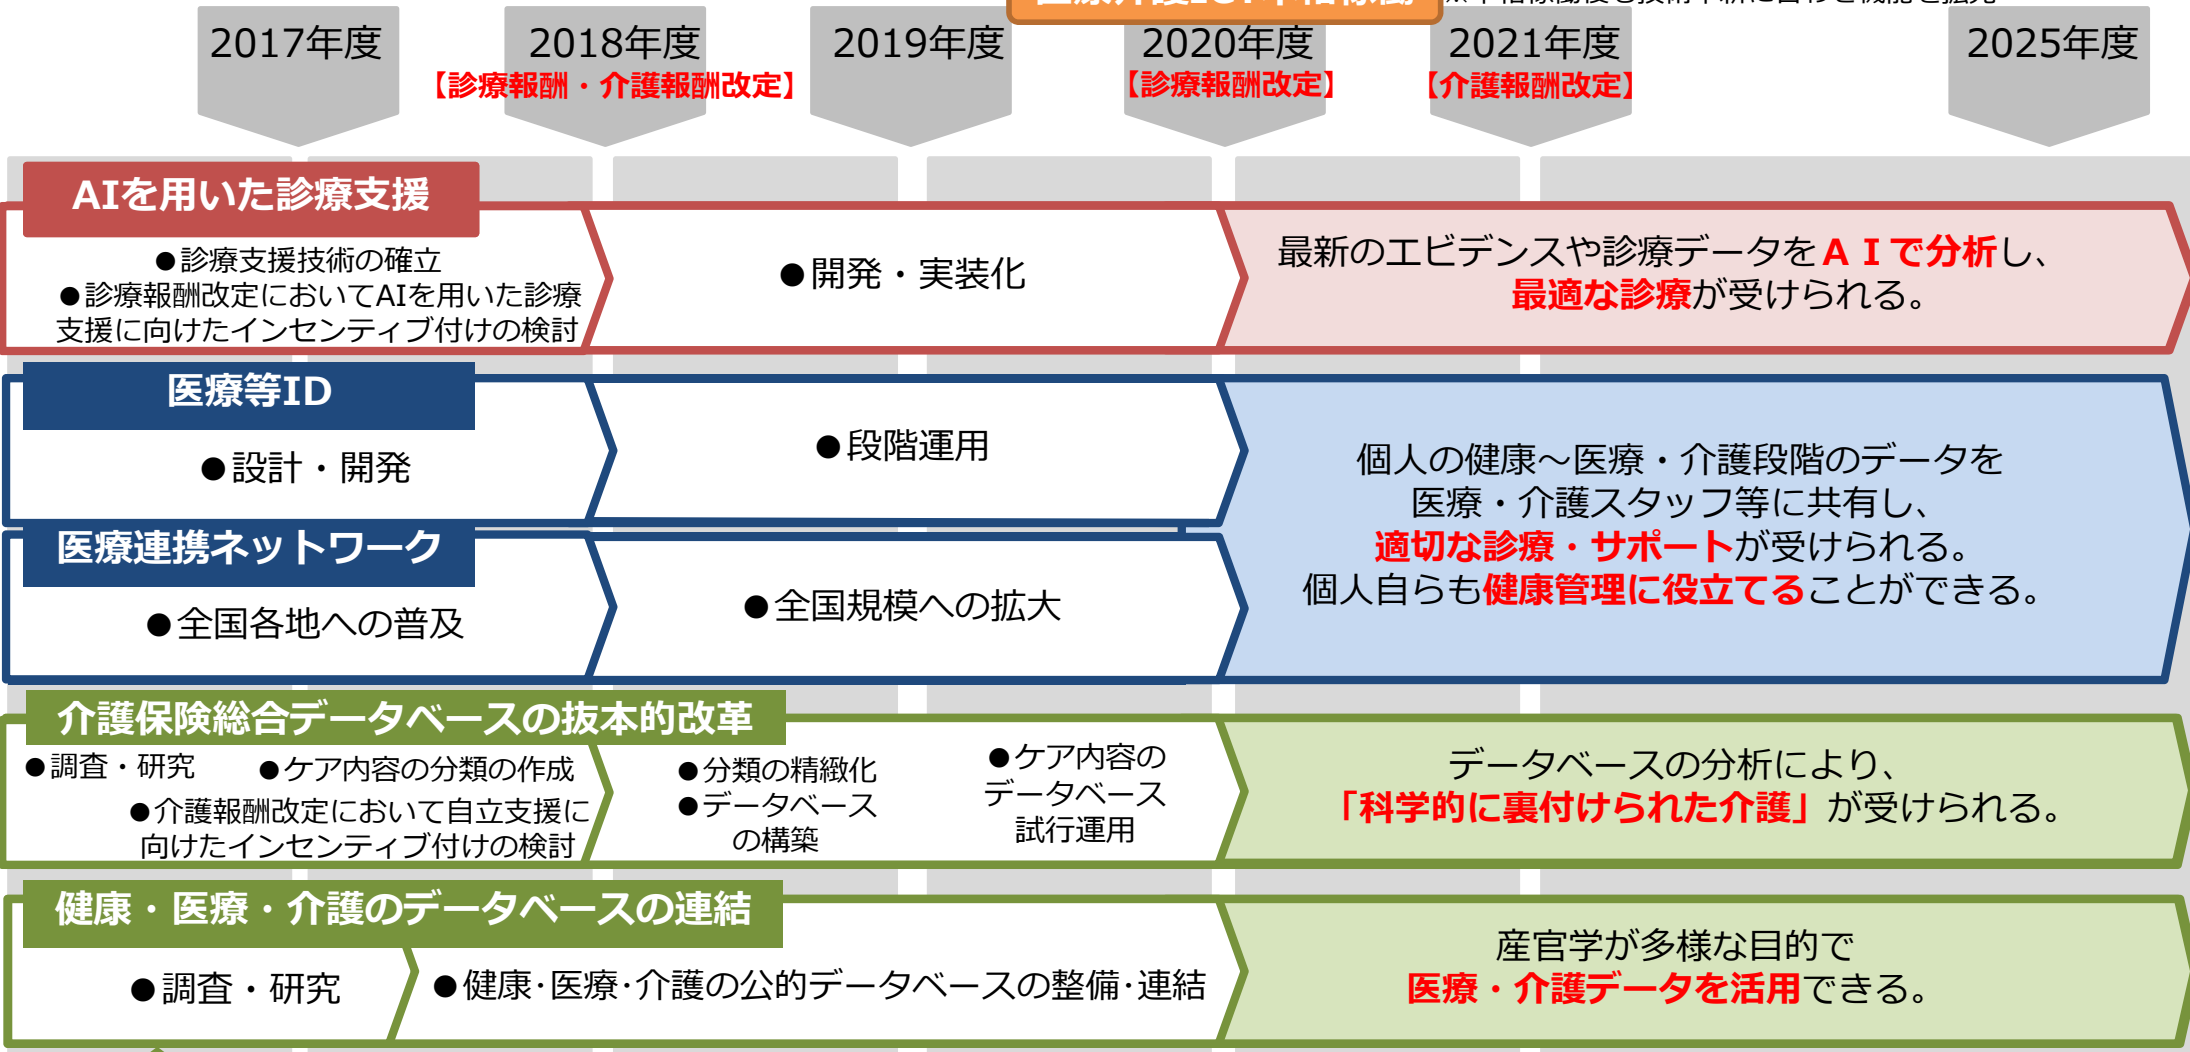 2017年度
2018年度
2019年度
2020年度
2021年度
2025年度
【診療報酬・介護報酬改定】
【診療報酬改定】
【介護報酬改定】
AIを用いた診療支援
●診療支援技術の確立
●診療報酬改定においてAIを用いた診療
支援に向けたインセンティブ付けの検討
●開発・実装化
最新のエビデンスや診療データをＡＩで分析し、
最適な診療が受けられる。
医療等ID
●設計・開発
●段階運用
医療連携ネットワーク
●全国各地への普及
●全国規模への拡大
個人の健康～医療・介護段階のデータを
医療・介護スタッフ等に共有し、
適切な診療・サポートが受けられる。
個人自らも健康管理に役立てることができる。
介護保険総合データベースの抜本的改革
●調査・研究
●ケア内容の分類の作成
●介護報酬改定において自立支援に
向けたインセンティブ付けの検討
●分類の精緻化
●データベース
の構築
●ケア内容の
データベース
試行運用
データベースの分析により、
「科学的に裏付けられた介護」が受けられる。
健康・医療・介護のデータベースの連結
●調査・研究
●健康･医療･介護の公的データベースの整備･連結
産官学が多様な目的で
医療・介護データを活用できる。